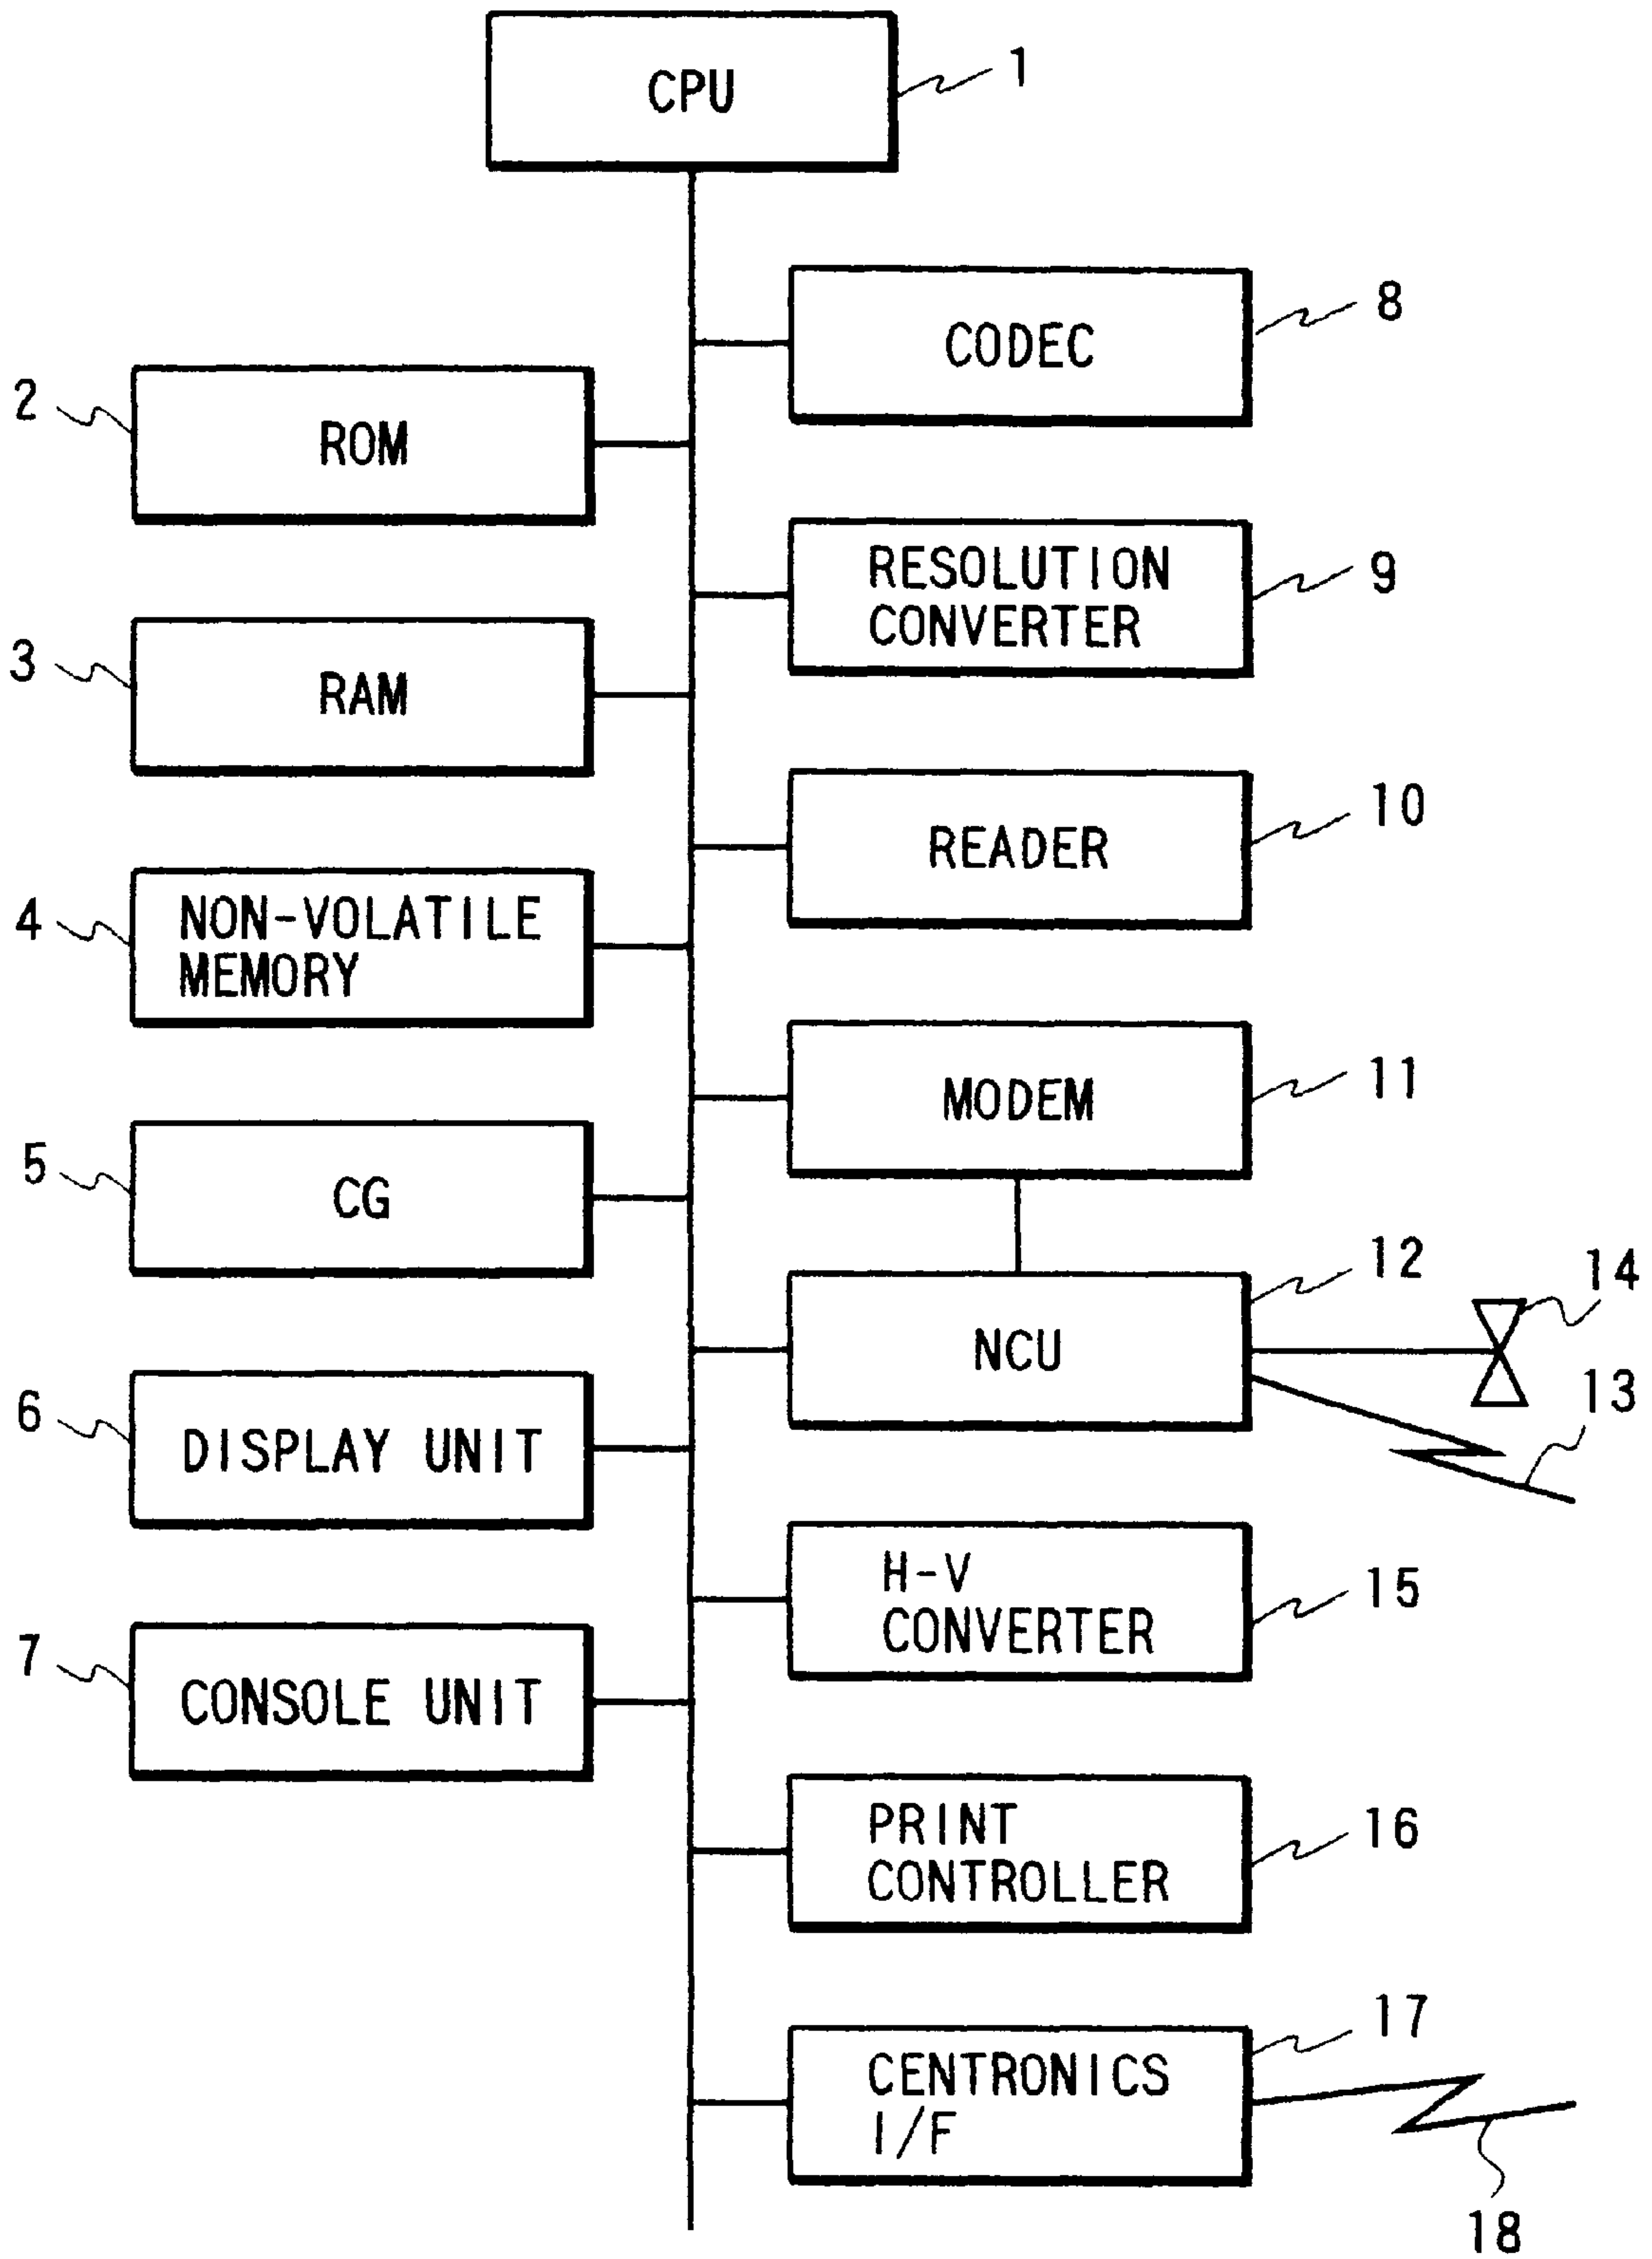 CPU
1
CODEC
8
2
ROM
RESOLUTION
CONVERTER
9
3
RAM
READER
10
4
NON-VOLATILE
MEMORY
MODEM
11
5
CG
NCU
12
14
13
6
DISPLAY UNIT
H-V
CONVERTER
15
7
CONSOLE UNIT
PRINT
CONTROLLER
16
CENTRONICS
I/F
17
18